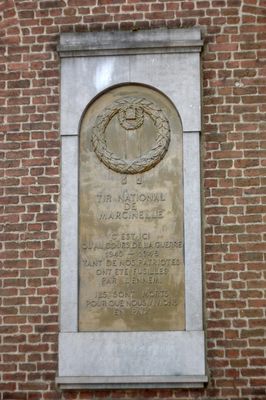 TIR NATIONAL
DE
MARCINELLE
C'EST ICI
QU'AU COURS DE LA GUERRE
1940 - 1945
TANT DE NOS PATRIOTES
ONT ÉTÉ FUSILLÉS
PAR L'ENNEMI
ILS SONT MORTS
POUR QUE NOUS VIVIONS
EN